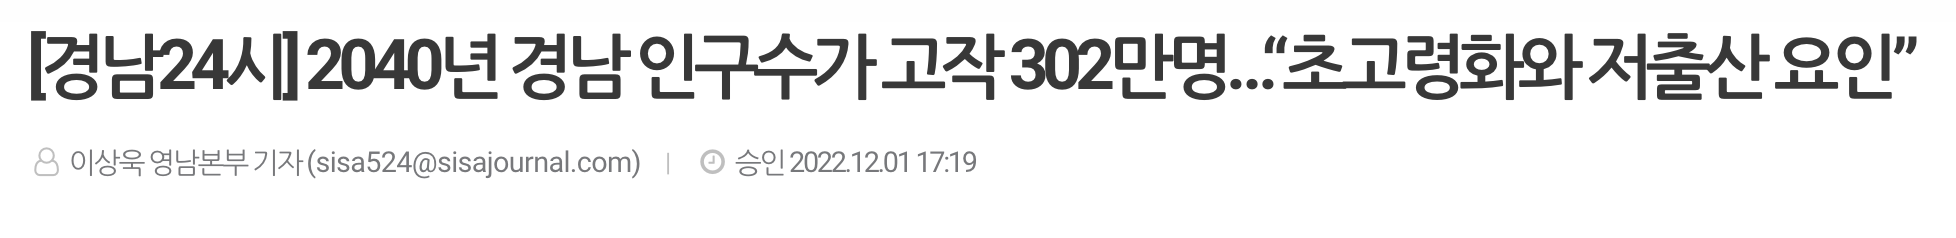 [경남24시] 2040년 경남 인구수가 고작 302만명…“초고령화와 저출산 요인”
이상욱 영남본부 기자 (sisa524@sisajournal.com) | 승인 2022.12.01 17:19